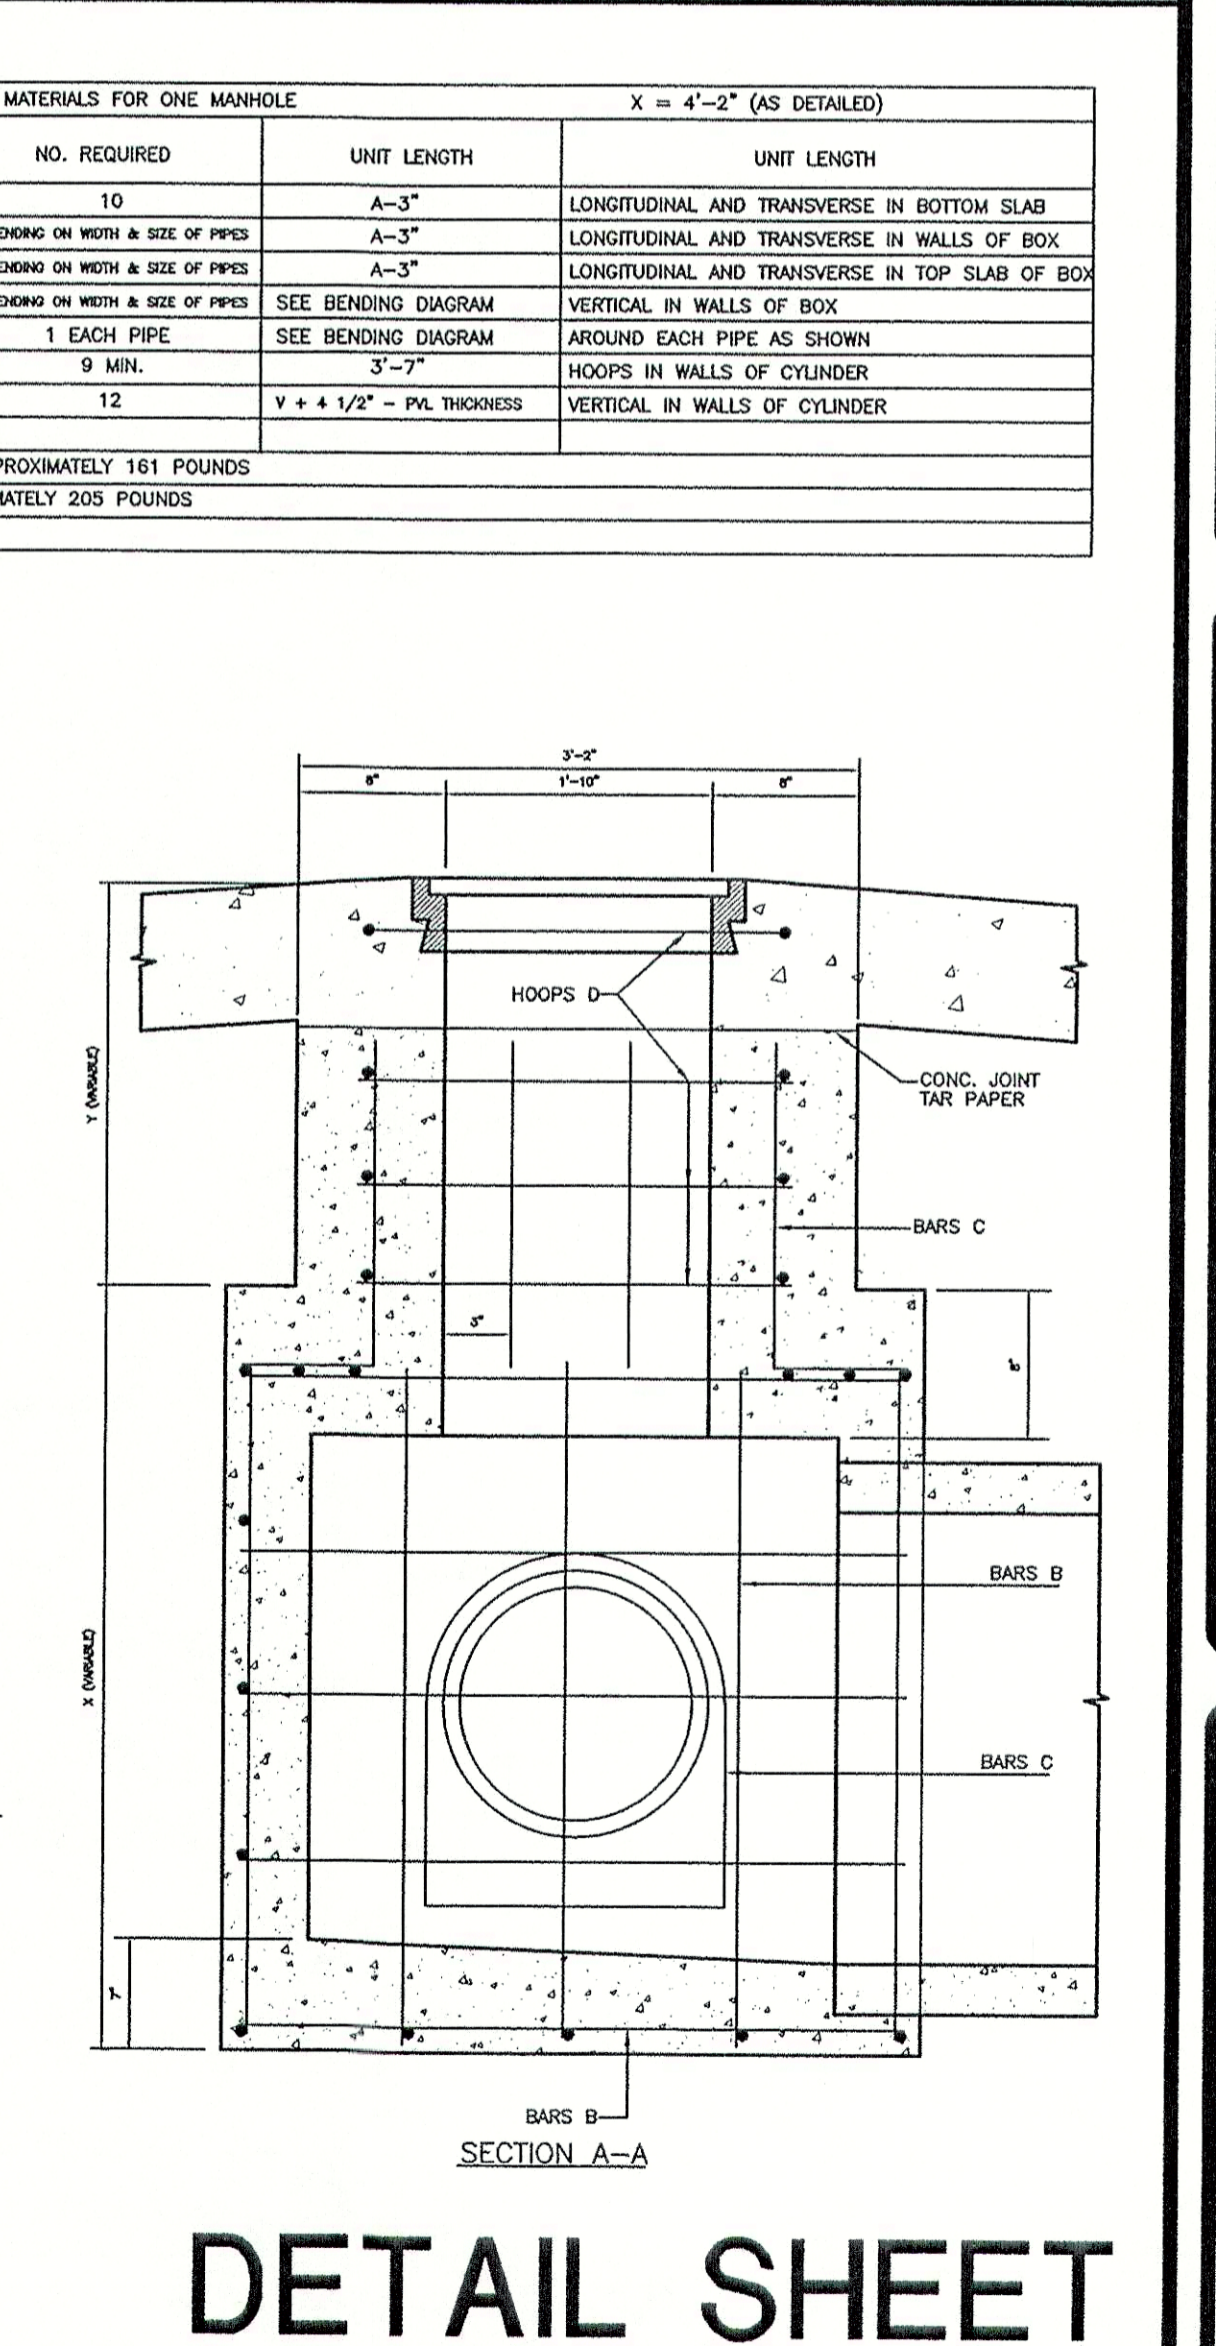 MATERIALS FOR ONE MANHOLE X = 4'-2" (AS DETAILED)
NO. REQUIRED UNIT LENGTH UNIT LENGTH
10 A-3" LONGITUDINAL AND TRANSVERSE IN BOTTOM SLAB
ENDING ON WIDTH & SIZE OF PIPES A-3" LONGITUDINAL AND TRANSVERSE IN WALLS OF BOX
ENDING ON WIDTH & SIZE OF PIPES A-3" LONGITUDINAL AND TRANSVERSE IN TOP SLAB OF BOX
ENDING ON WIDTH & SIZE OF PIPES SEE BENDING DIAGRAM VERTICAL IN WALLS OF BOX
1 EACH PIPE SEE BENDING DIAGRAM AROUND EACH PIPE AS SHOWN
9 MIN. 3'-7" HOOPS IN WALLS OF CYLINDER
12 V + 4 1/2" - PVL THICKNESS VERTICAL IN WALLS OF CYLINDER
PROXIMATELY 161 POUNDS
MATELY 205 POUNDS
3'-2"
8" 1'-10" 8"
HOOPS D
Y (VARIABLE)
CONC. JOINT
TAR PAPER
BARS C
3"
8"
BARS B
X (VARIABLE)
BARS C
7"
BARS B
SECTION A-A
DETAIL SHEET